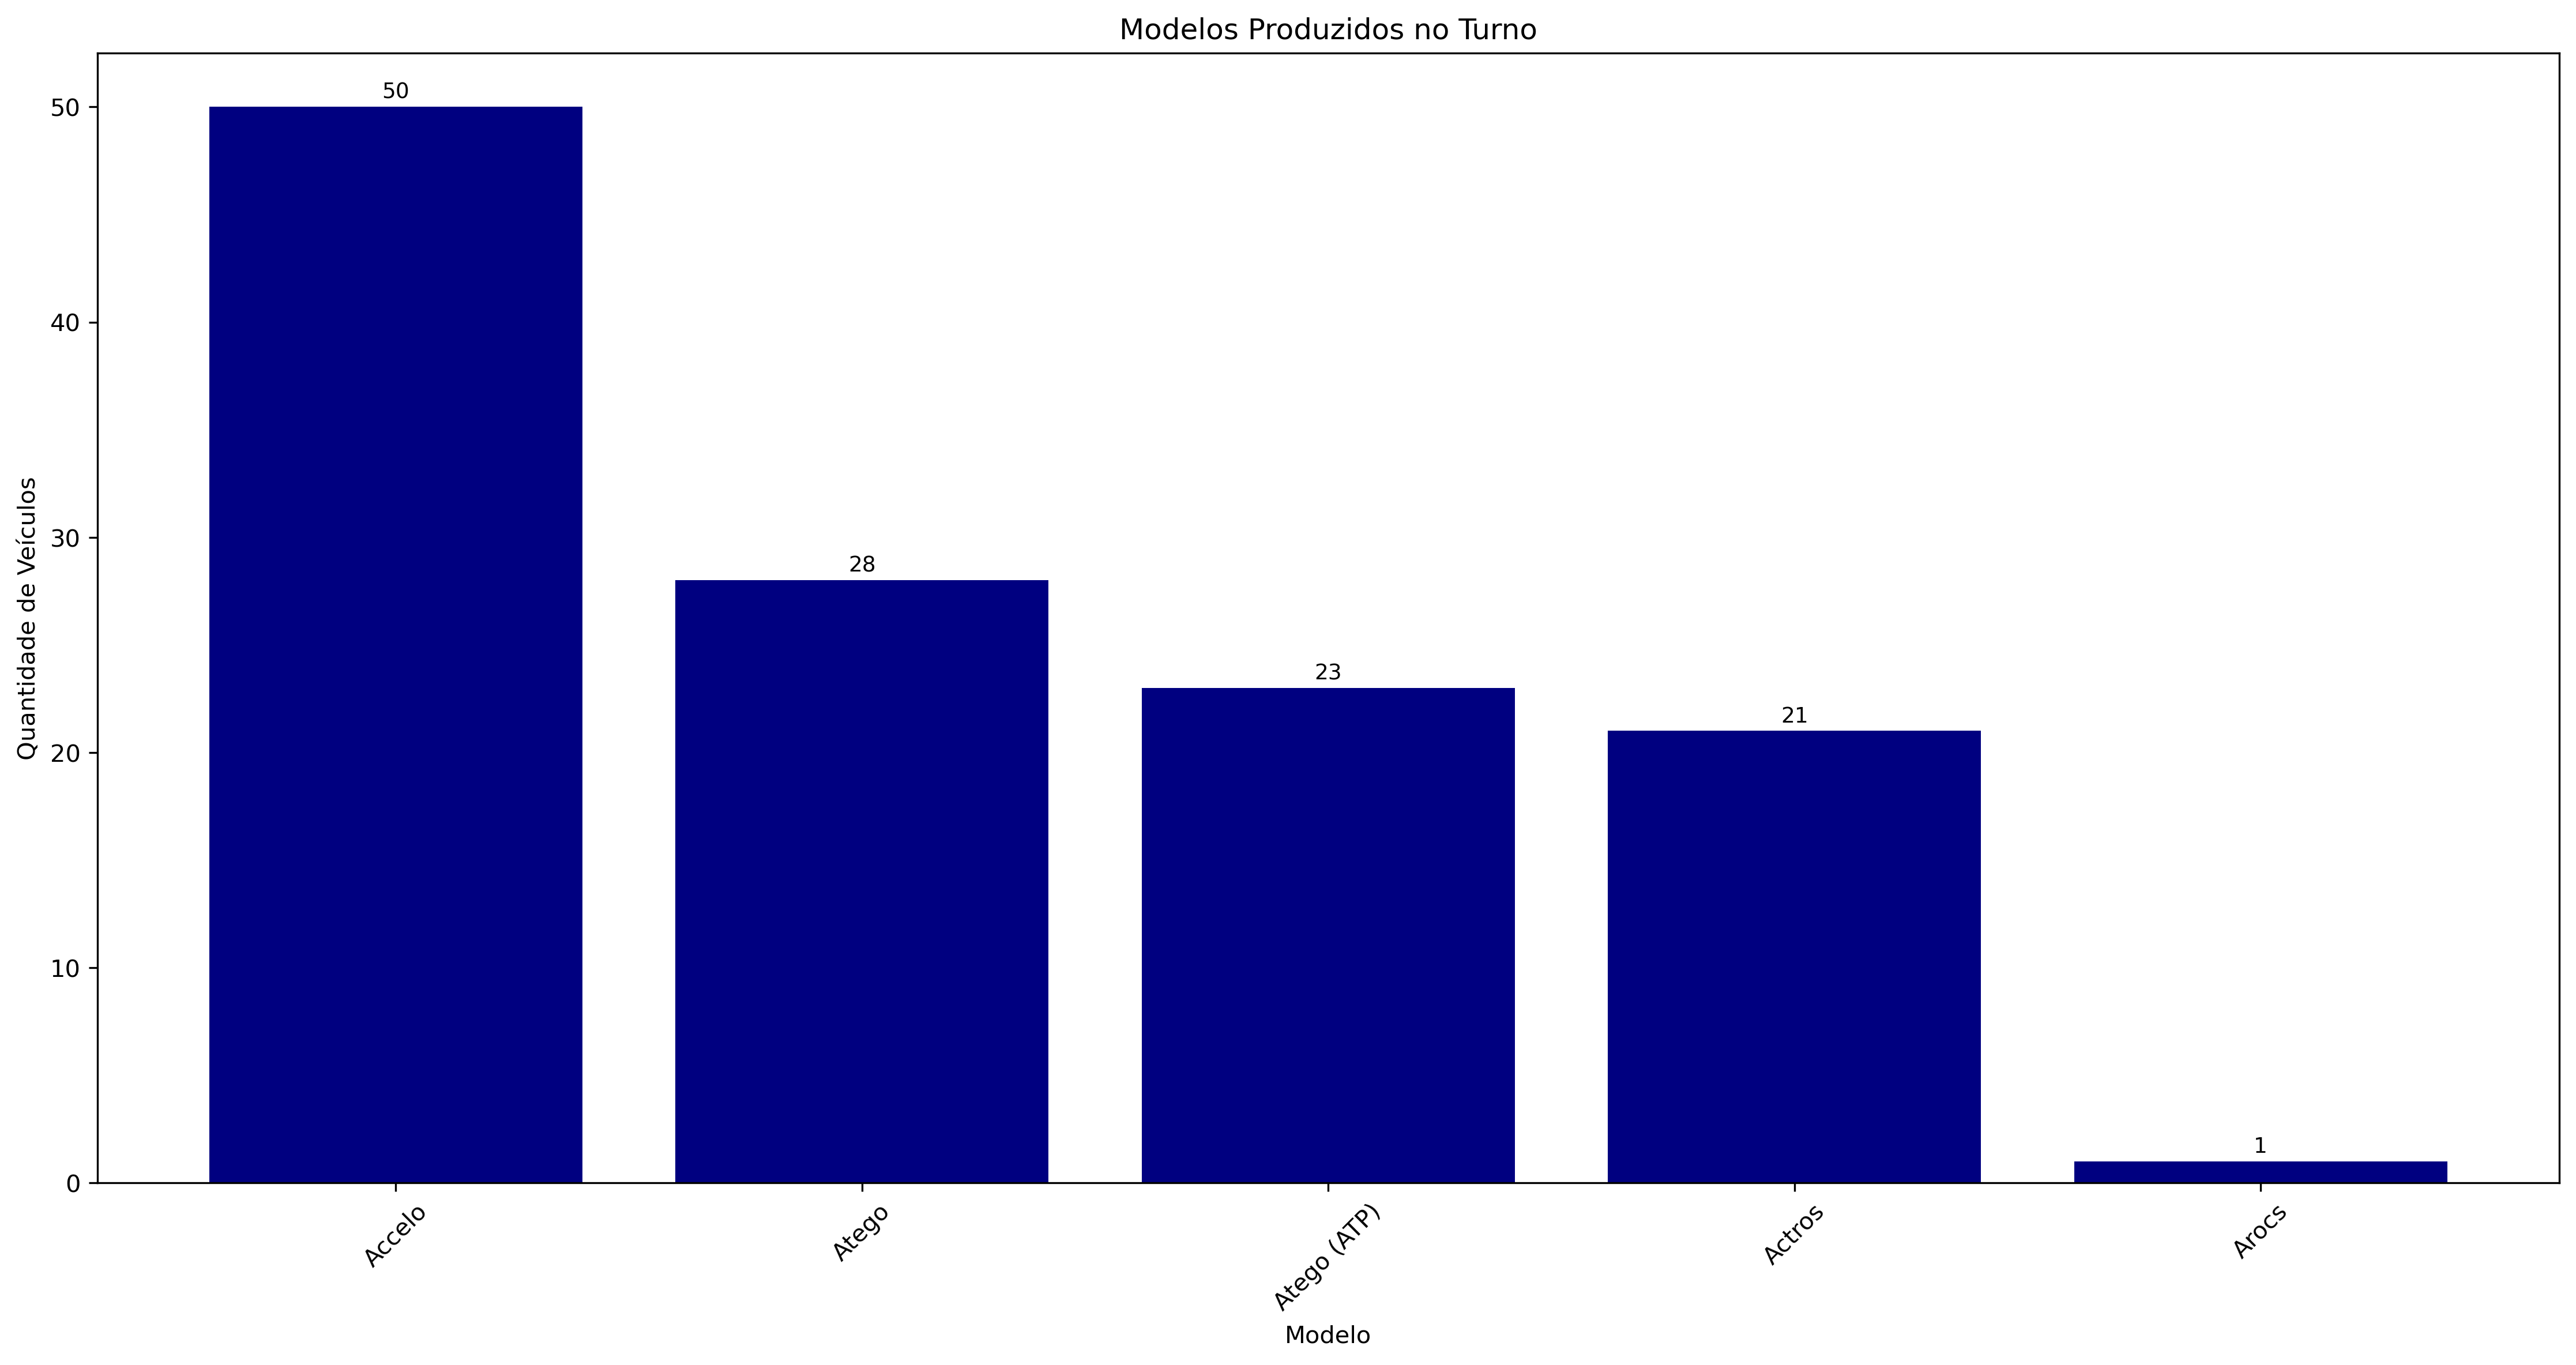 Modelos Produzidos no Turno
Quantidade de Veículos
50
40
30
20
10
0
50
28
23
21
1
Accelo
Atego
Atego (ATP)
Actros
Arocs
Modelo